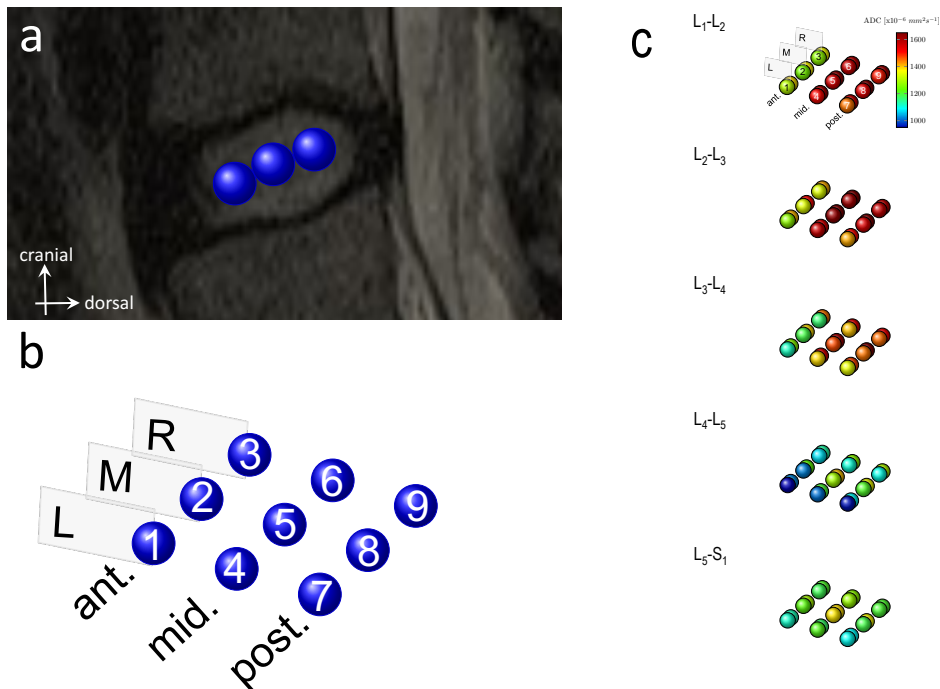 a
cranial
dorsal
b
R
M
L
3
2
1
6
5
4
9
8
7
ant.
mid.
post.
c
L₁-L₂
ADC [x10⁻⁶ mm²s⁻¹]
R
M
L
3
2
1
6
5
4
9
8
7
ant.
mid.
post.
1600
1400
1200
1000
L₂-L₃
L₃-L₄
L₄-L₅
L₅-S₁